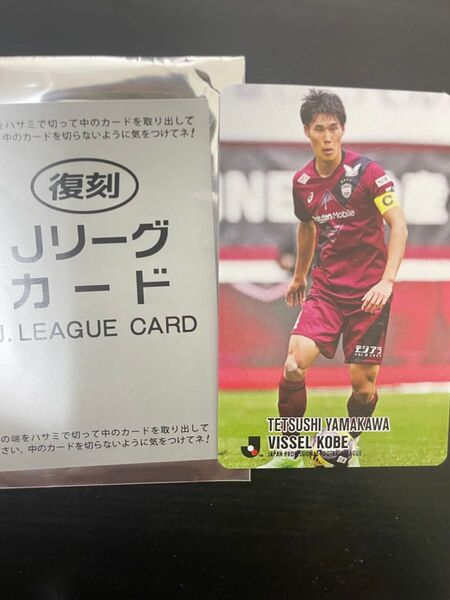 をハサミで切って中のカードを取り出して
中のカードを切らないように気をつけてネ!
復刻
Jリーグ
カード
J. LEAGUE CARD
の端をハサミで切って中のカードを取り出して
さい。中のカードを切らないように気をつけてネ!
C
Rakuten Mobile
TETSUSHI YAMAKAWA
VISSEL KOBE
JAPAN PROFESSIONAL FOOTBALL LEAGUE